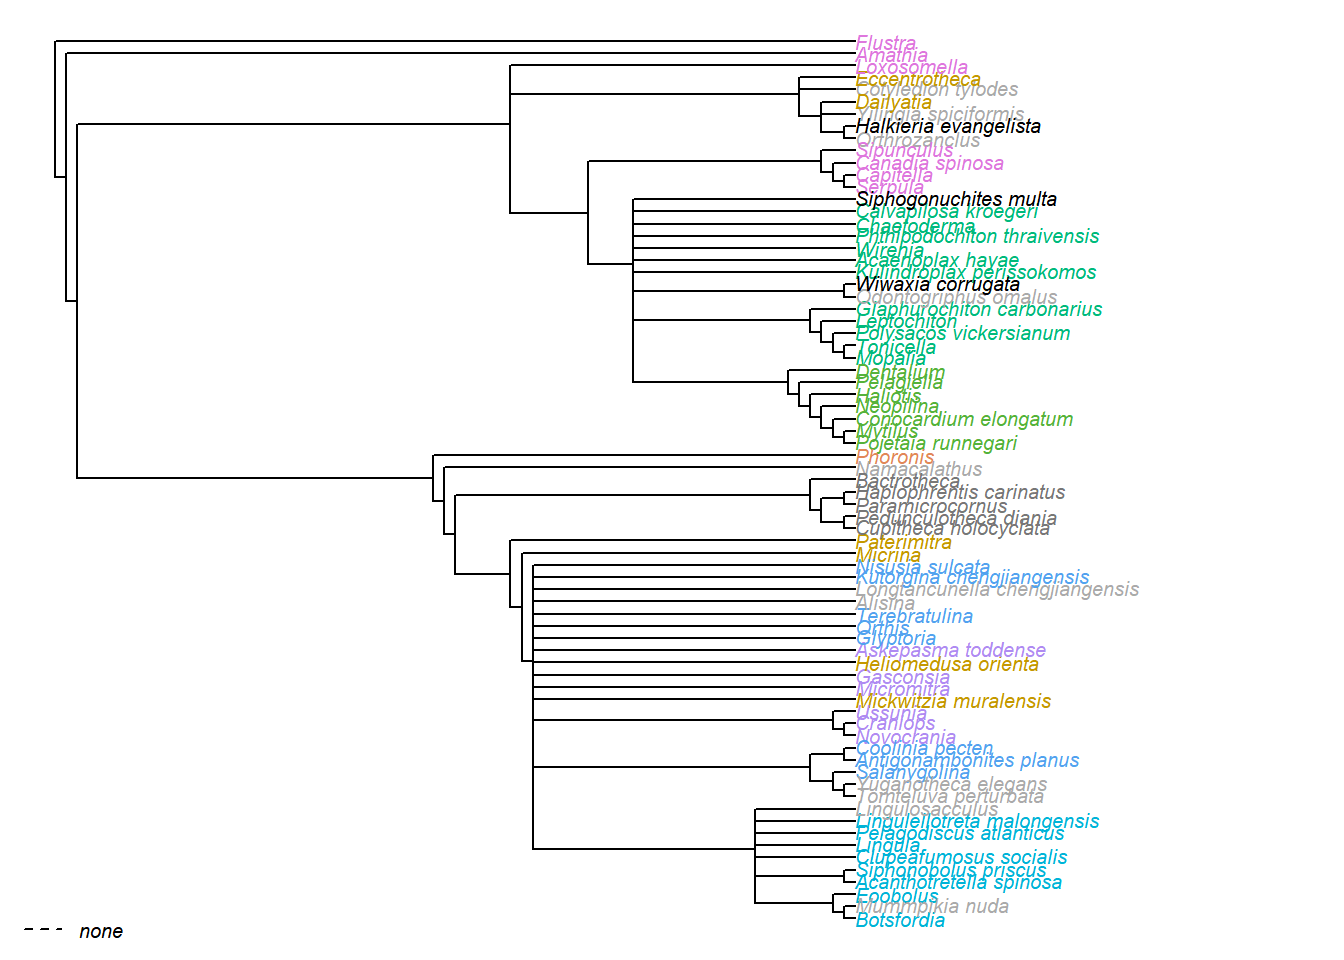 Flustra
Amathia
Loxosomella
Eccentrotheca
Cotyledion tylodes
Dailyatia
Yilingia spiciformis
Halkieria evangelista
Orthrozanclus
Sipunculus
Canadia spinosa
Capitella
Serpula
Siphogonuchites multa
Calvapilosa kroegeri
Chaetoderma
Phthipodochiton thraivensis
Wirenia
Acaenoplax hayae
Kulindroplax perissokomos
Wiwaxia corrugata
Odontogriphus omalus
Glaphurochiton carbonarius
Leptochiton
Polysacos vickersianum
Tonicella
Mopalia
Dentalium
Pelagiella
Haliotis
Neopilina
Conocardium elongatum
Mytilus
Pojetaia runnegari
Phoronis
Namacalathus
Bactrotheca
Haplophrentis carinatus
Paramicrocornus
Pedunculotheca diania
Cupitheca holocyclata
Paterimitra
Micrina
Nisusia sulcata
Kutorgina chengjiangensis
Longtancunella chengjiangensis
Alisina
Terebratulina
Orthis
Glyptoria
Askepasma toddense
Heliomedusa orienta
Gasconsia
Micromitra
Mickwitzia muralensis
Ussunia
Craniops
Novocrania
Coolinia pecten
Antigonambonites planus
Salanygolina
Yuganotheca elegans
Tomteluva perturbata
Lingulosacculus
Lingulellotreta malongensis
Pelagodiscus atlanticus
Lingula
Clupeafumosus socialis
Siphonobolus priscus
Acanthotretella spinosa
Eoobolus
Mummpikia nuda
Botsfordia
none